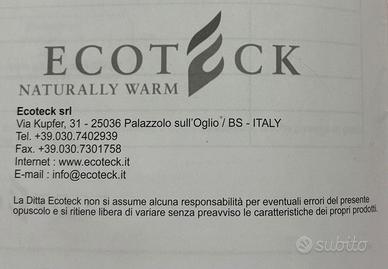 ECOTECK
NATURALLY WARM
Ecoteck srl
Via Kupfer, 31 - 25036 Palazzolo sull'Oglio / BS - ITALY
Tel. +39.030.7402939
Fax. +39.030.7301758
Internet : www.ecoteck.it
E-mail : info@ecoteck.it
La Ditta Ecoteck non si assume alcuna responsabilità per eventuali errori del presente
opuscolo e si ritiene libera di variare senza preavviso le caratteristiche dei propri prodotti.
subito